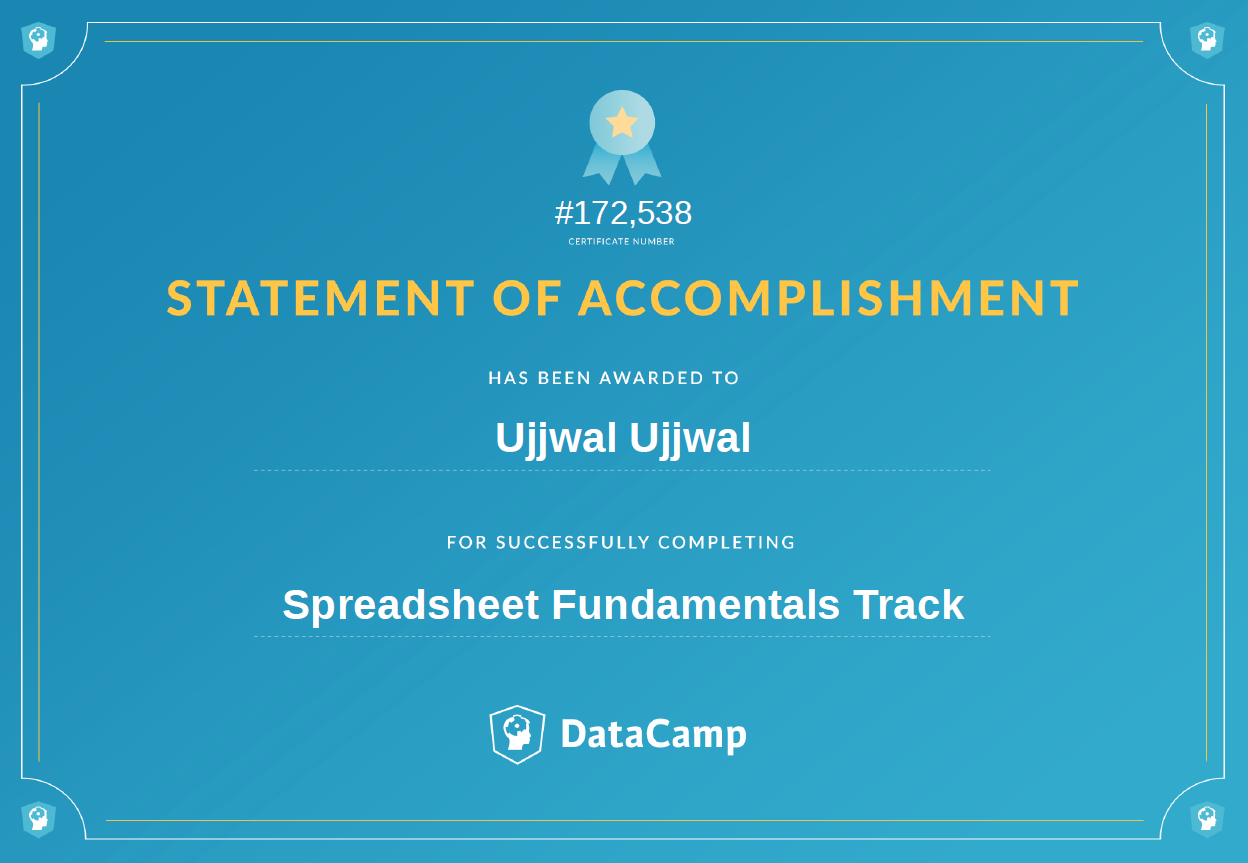 #172,538
CERTIFICATE NUMBER
STATEMENT OF ACCOMPLISHMENT
HAS BEEN AWARDED TO
Ujjwal Ujjwal
FOR SUCCESSFULLY COMPLETING
Spreadsheet Fundamentals Track
DataCamp